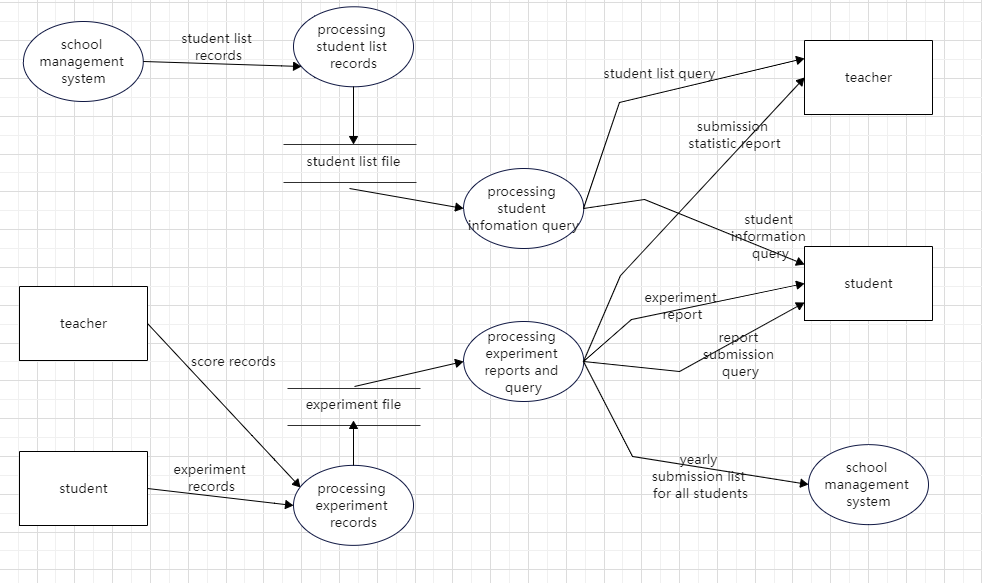 school
management
system
student list
records
processing
student list
records
student list file
processing
student
infomation query
student list query
teacher
submission
statistic report
student
information
query
student
teacher
score records
student
experiment
records
processing
experiment
records
experiment file
processing
experiment
reports and
query
experiment
report
report
submission
query
yearly
submission list
for all students
school
management
system